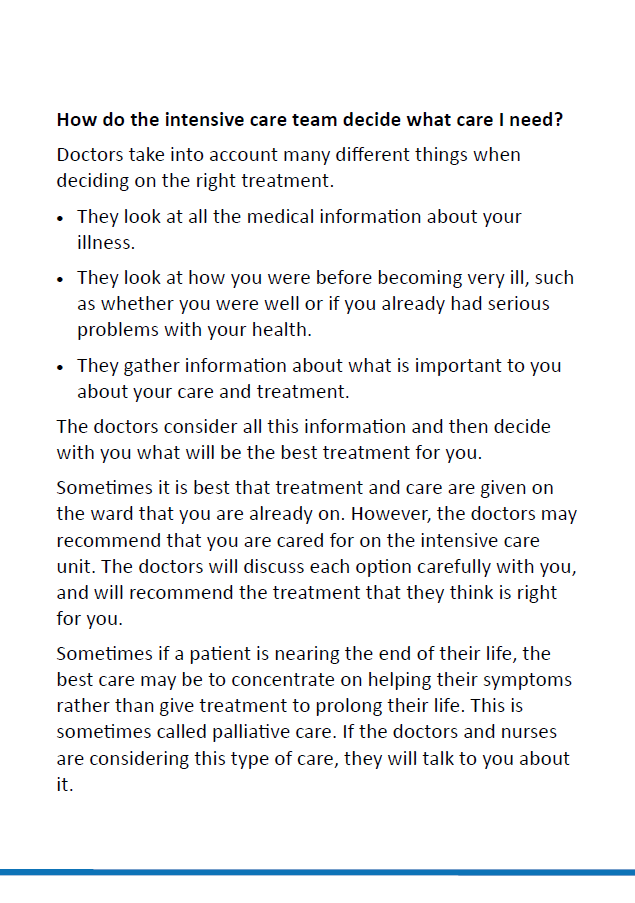 How do the intensive care team decide what care I need?
Doctors take into account many different things when
deciding on the right treatment.
• They look at all the medical information about your
illness.
• They look at how you were before becoming very ill, such
as whether you were well or if you already had serious
problems with your health.
• They gather information about what is important to you
about your care and treatment.
The doctors consider all this information and then decide
with you what will be the best treatment for you.
Sometimes it is best that treatment and care are given on
the ward that you are already on. However, the doctors may
recommend that you are cared for on the intensive care
unit. The doctors will discuss each option carefully with you,
and will recommend the treatment that they think is right
for you.
Sometimes if a patient is nearing the end of their life, the
best care may be to concentrate on helping their symptoms
rather than give treatment to prolong their life. This is
sometimes called palliative care. If the doctors and nurses
are considering this type of care, they will talk to you about
it.